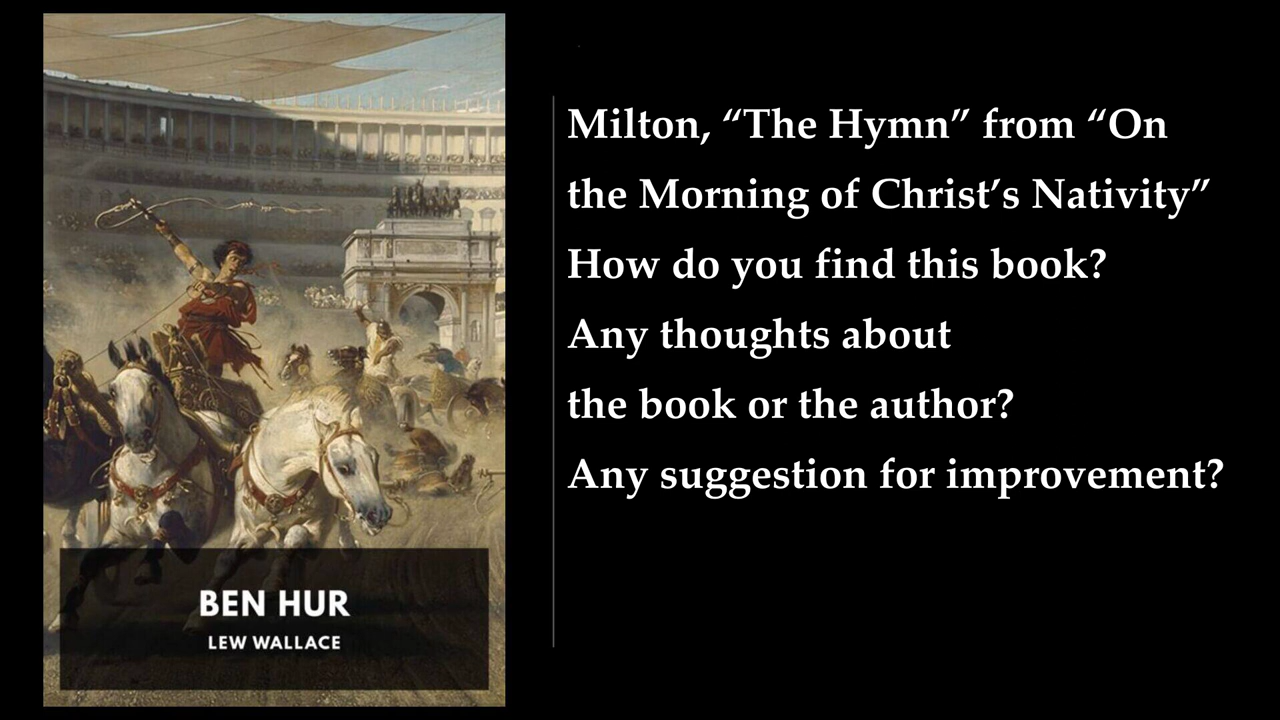 Milton, “The Hymn” from “On
the Morning of Christ’s Nativity”
How do you find this book?
Any thoughts about
the book or the author?
Any suggestion for improvement?
BEN HUR
LEW WALLACE